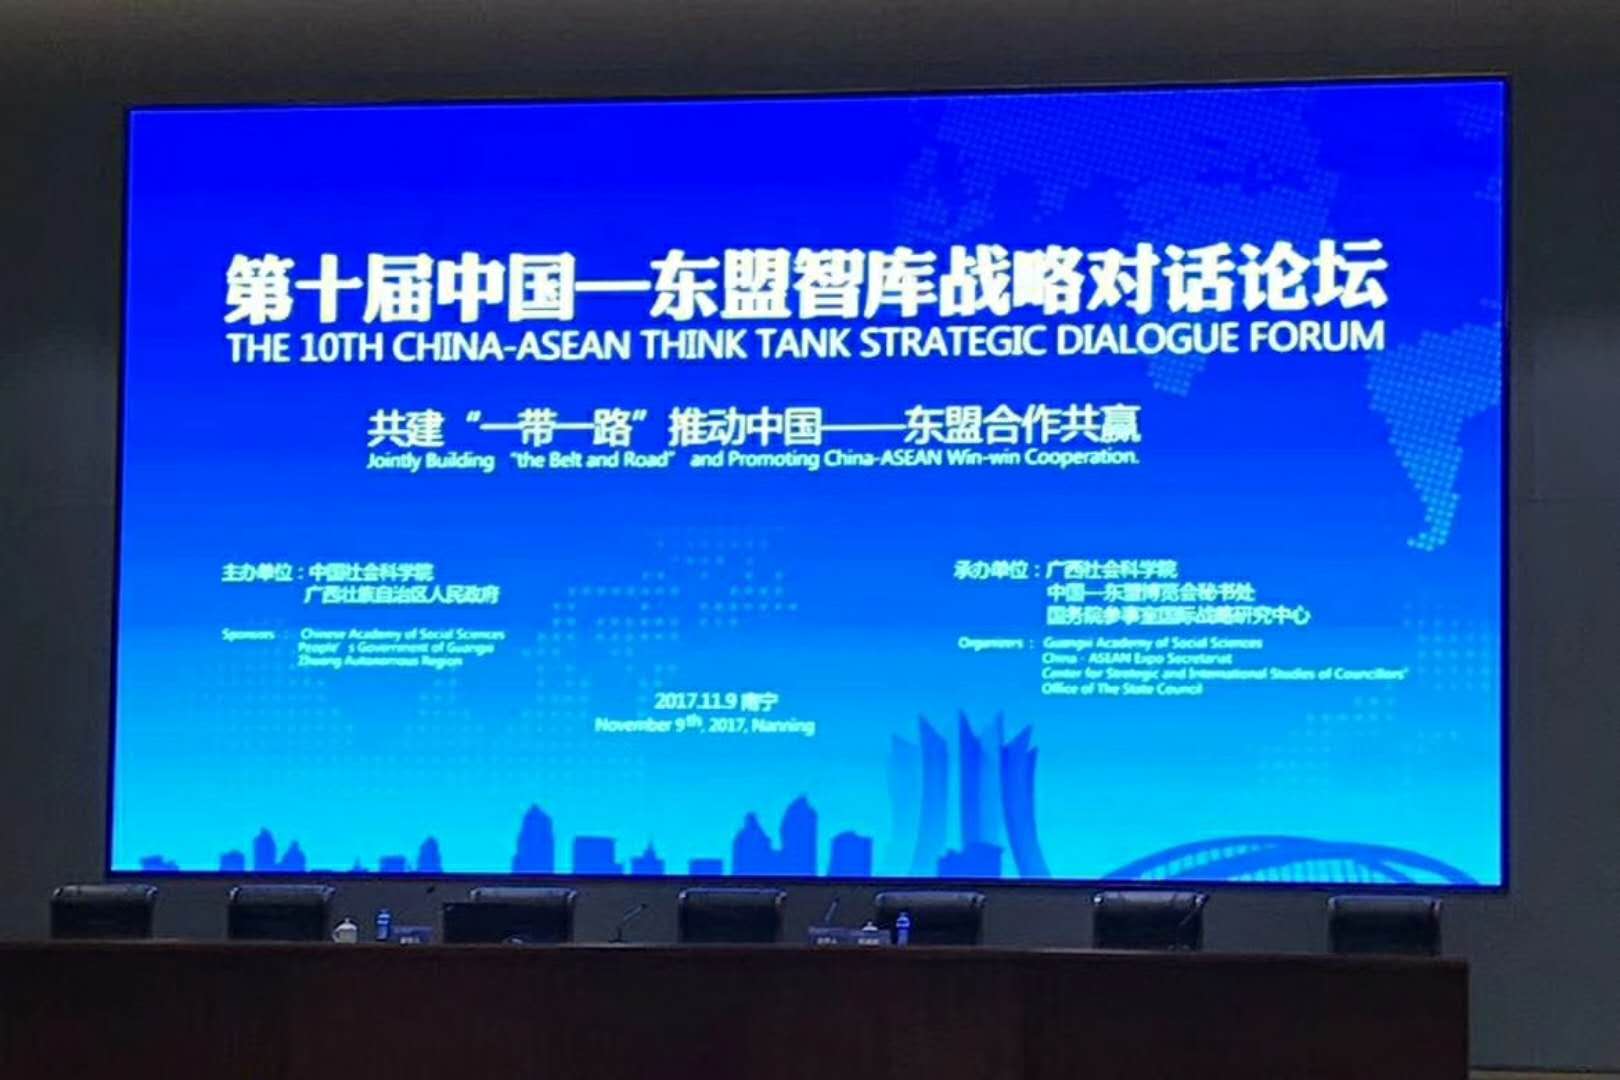 第十届中国—东盟智库战略对话论坛
THE 10TH CHINA-ASEAN THINK TANK STRATEGIC DIALOGUE FORUM
共建“一带一路”推动中国——东盟合作共赢
Jointly Building “the Belt and Road” and Promoting China-ASEAN Win-win Cooperation.
主办单位：中国社会科学院
广西壮族自治区人民政府
Sponsors ： Chinese Academy of Social Sciences
People’s Government of Guangxi
Zhuang Autonomous Region
承办单位：广西社会科学院
中国—东盟博览会秘书处
国务院参事室国际战略研究中心
Organizers ： Guangxi Academy of Social Sciences
China - ASEAN Expo Secretariat
Center for Strategic and International Studies of Councillors’
Office of The State Council
2017.11.9 南宁
November 9th, 2017, Nanning